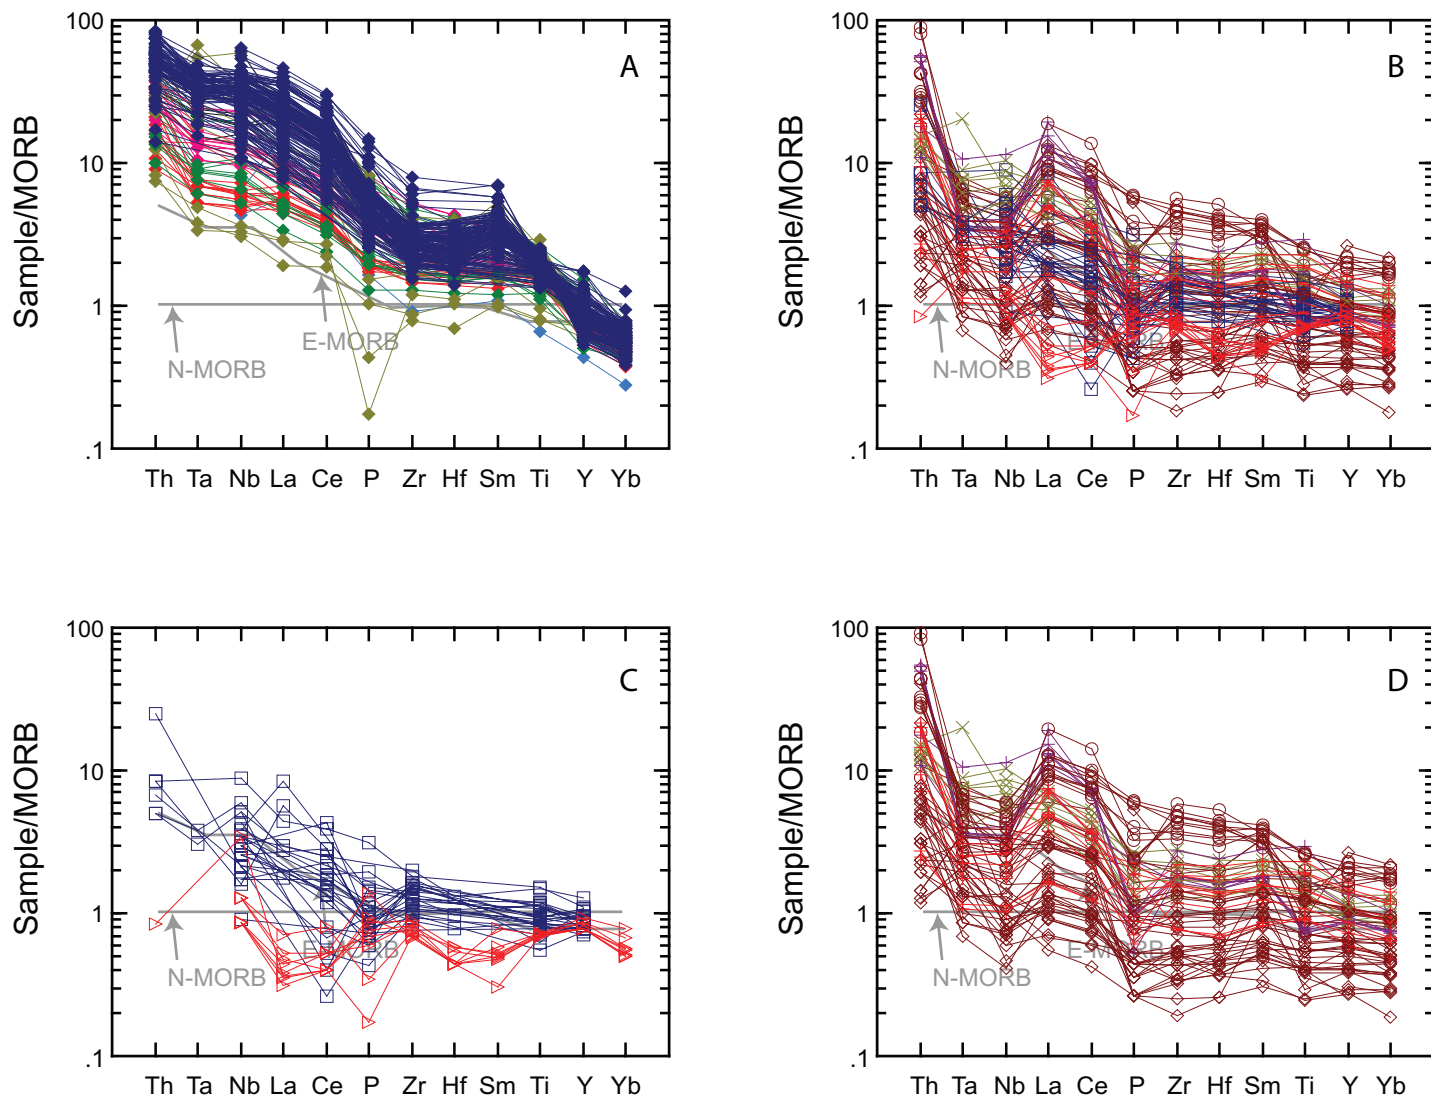 100
10
1
.1
Sample/MORB
A
E-MORB
N-MORB
Th Ta Nb La Ce P Zr Hf Sm Ti Y Yb
100
10
1
.1
Sample/MORB
B
E-MORB
N-MORB
Th Ta Nb La Ce P Zr Hf Sm Ti Y Yb
100
10
1
.1
Sample/MORB
C
E-MORB
N-MORB
Th Ta Nb La Ce P Zr Hf Sm Ti Y Yb
100
10
1
.1
Sample/MORB
D
E-MORB
N-MORB
Th Ta Nb La Ce P Zr Hf Sm Ti Y Yb